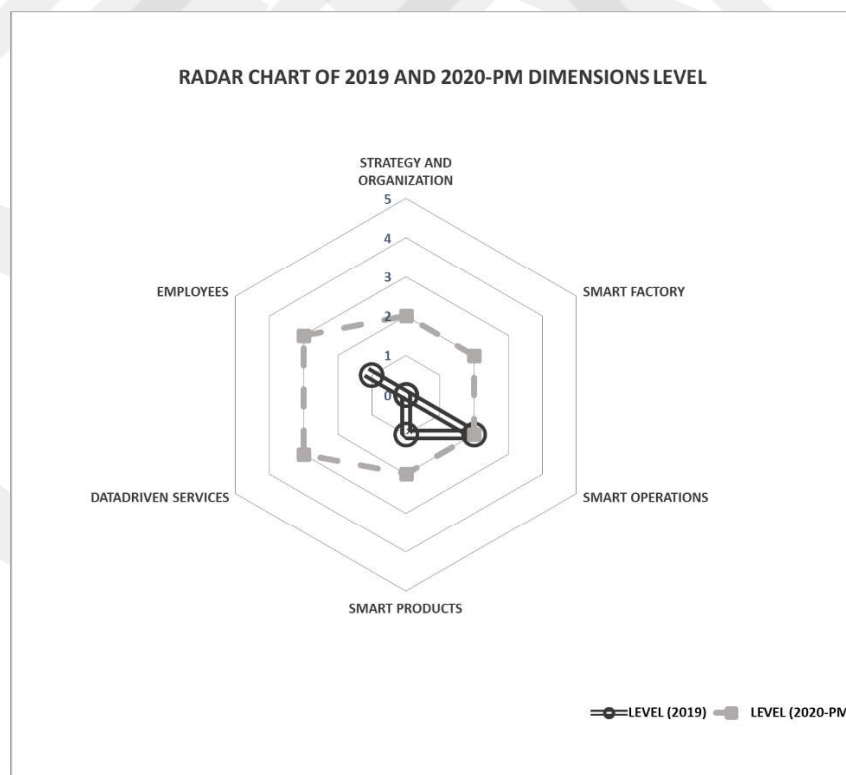 RADAR CHART OF 2019 AND 2020-PM DIMENSIONS LEVEL
STRATEGY AND
ORGANIZATION
5
4
3
2
1
0
EMPLOYEES
SMART FACTORY
DATADRIVEN SERVICES
SMART OPERATIONS
SMART PRODUCTS
LEVEL (2019)
LEVEL (2020-PM